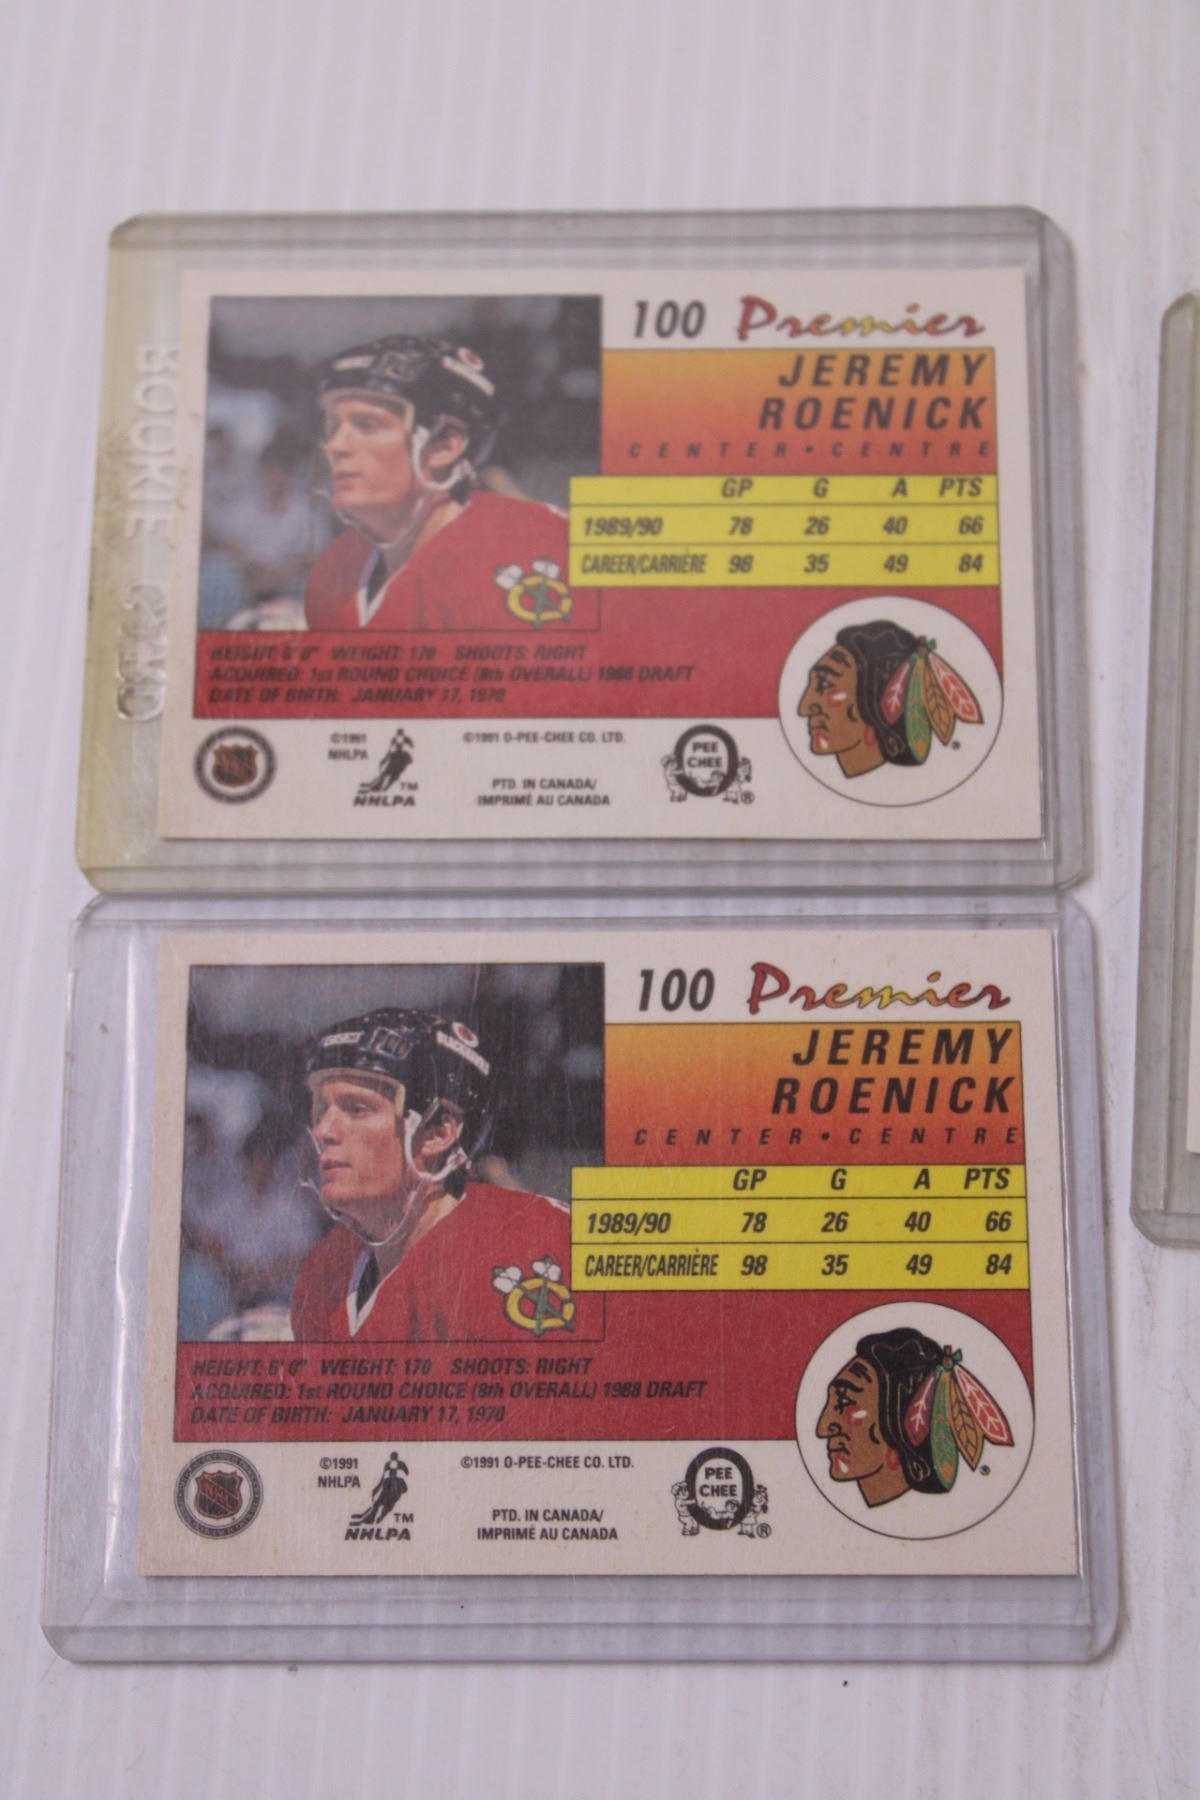 ROOKIE CARD
100 Premier
JEREMY
ROENICK
CENTER • CENTRE
GP G A PTS
1989/90 78 26 40 66
CAREER/CARRIÈRE 98 35 49 84
HEIGHT: 6' 0" WEIGHT: 170 SHOOTS: RIGHT
ACQUIRED: 1st ROUND CHOICE (8th OVERALL) 1988 DRAFT
DATE OF BIRTH: JANUARY 17, 1970
©1991
NHLPA
NHL
™
NHLPA
©1991 O-PEE-CHEE CO. LTD.
PTD. IN CANADA/
IMPRIMÉ AU CANADA
PEE
CHEE
®
100 Premier
JEREMY
ROENICK
CENTER • CENTRE
GP G A PTS
1989/90 78 26 40 66
CAREER/CARRIÈRE 98 35 49 84
HEIGHT: 6' 0" WEIGHT: 170 SHOOTS: RIGHT
ACQUIRED: 1st ROUND CHOICE (8th OVERALL) 1988 DRAFT
DATE OF BIRTH: JANUARY 17, 1970
©1991
NHLPA
NHL
™
NHLPA
©1991 O-PEE-CHEE CO. LTD.
PTD. IN CANADA/
IMPRIMÉ AU CANADA
PEE
CHEE
®